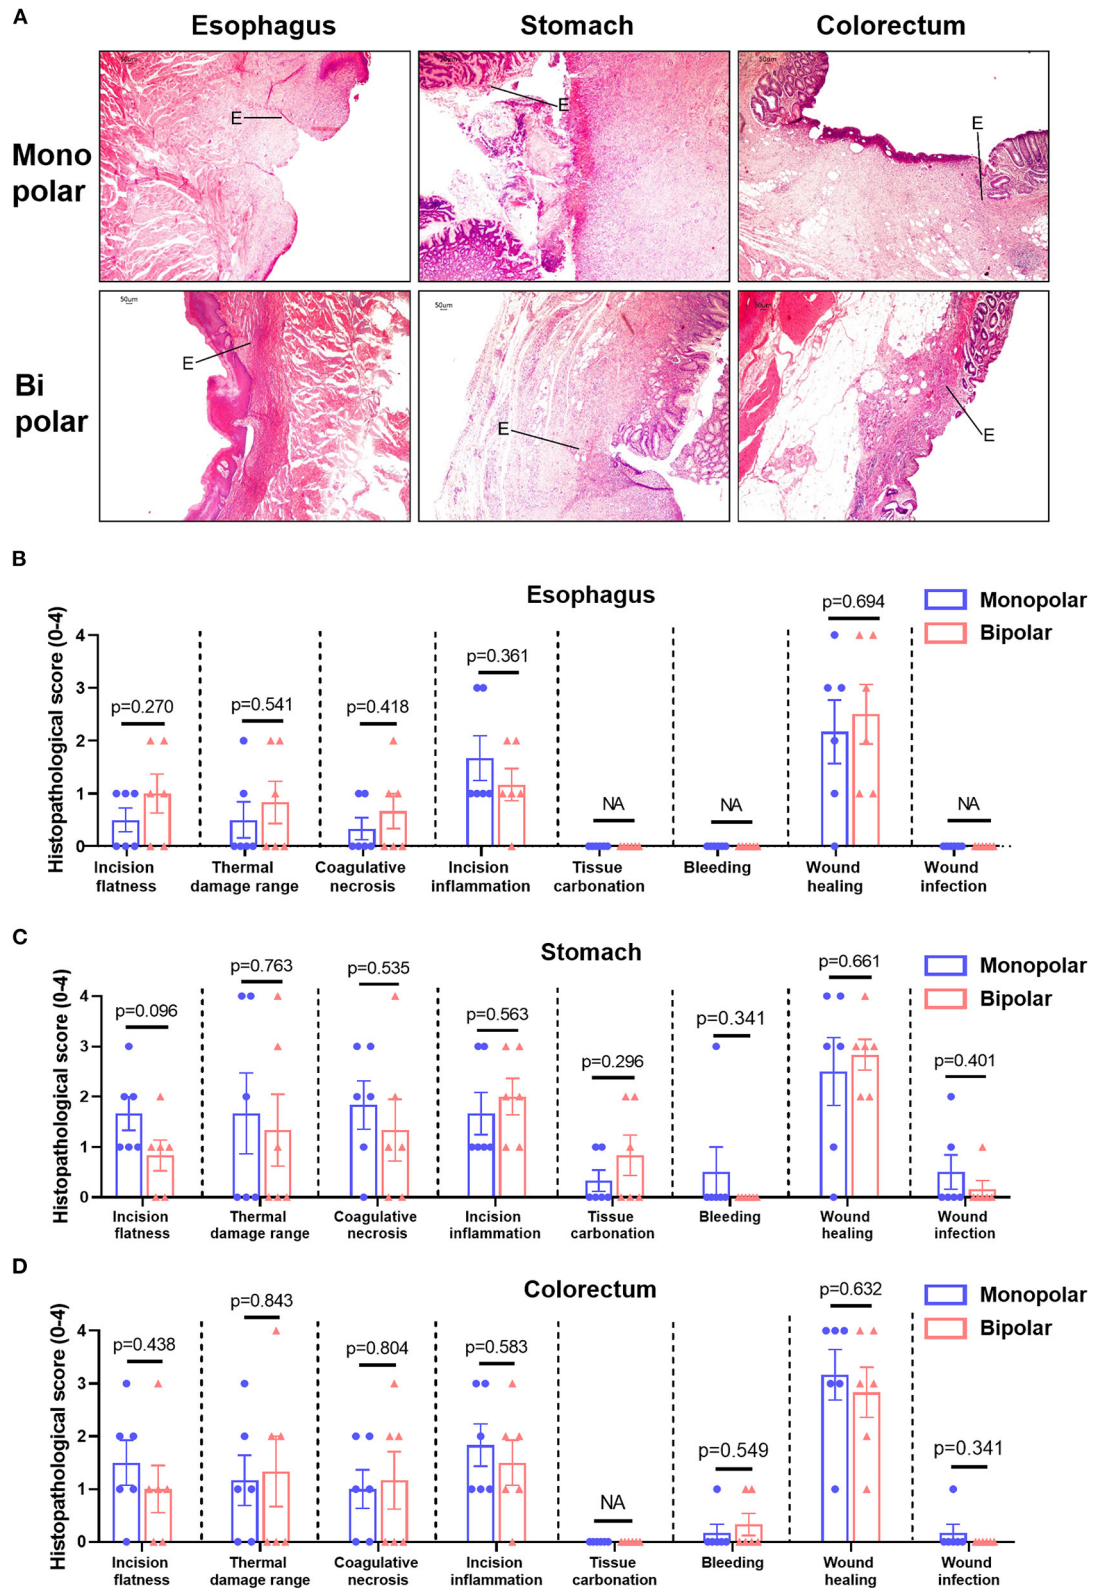 A
Esophagus
Stomach
Colorectum
Mono
polar
50um
E
50um
E
50um
E
Bi
polar
50um
E
50um
E
50um
E
B
Esophagus
Monopolar
Bipolar
Histopathological score (0-4)
4
3
2
1
0
p=0.270
p=0.541
p=0.418
p=0.361
NA
NA
p=0.694
NA
Incision
flatness
Thermal
damage range
Coagulative
necrosis
Incision
inflammation
Tissue
carbonation
Bleeding
Wound
healing
Wound
infection
C
Stomach
Monopolar
Bipolar
Histopathological score (0-4)
4
3
2
1
0
p=0.096
p=0.763
p=0.535
p=0.563
p=0.296
p=0.341
p=0.661
p=0.401
Incision
flatness
Thermal
damage range
Coagulative
necrosis
Incision
inflammation
Tissue
carbonation
Bleeding
Wound
healing
Wound
infection
D
Colorectum
Monopolar
Bipolar
Histopathological score (0-4)
4
3
2
1
0
p=0.438
p=0.843
p=0.804
p=0.583
NA
p=0.549
p=0.632
p=0.341
Incision
flatness
Thermal
damage range
Coagulative
necrosis
Incision
inflammation
Tissue
carbonation
Bleeding
Wound
healing
Wound
infection